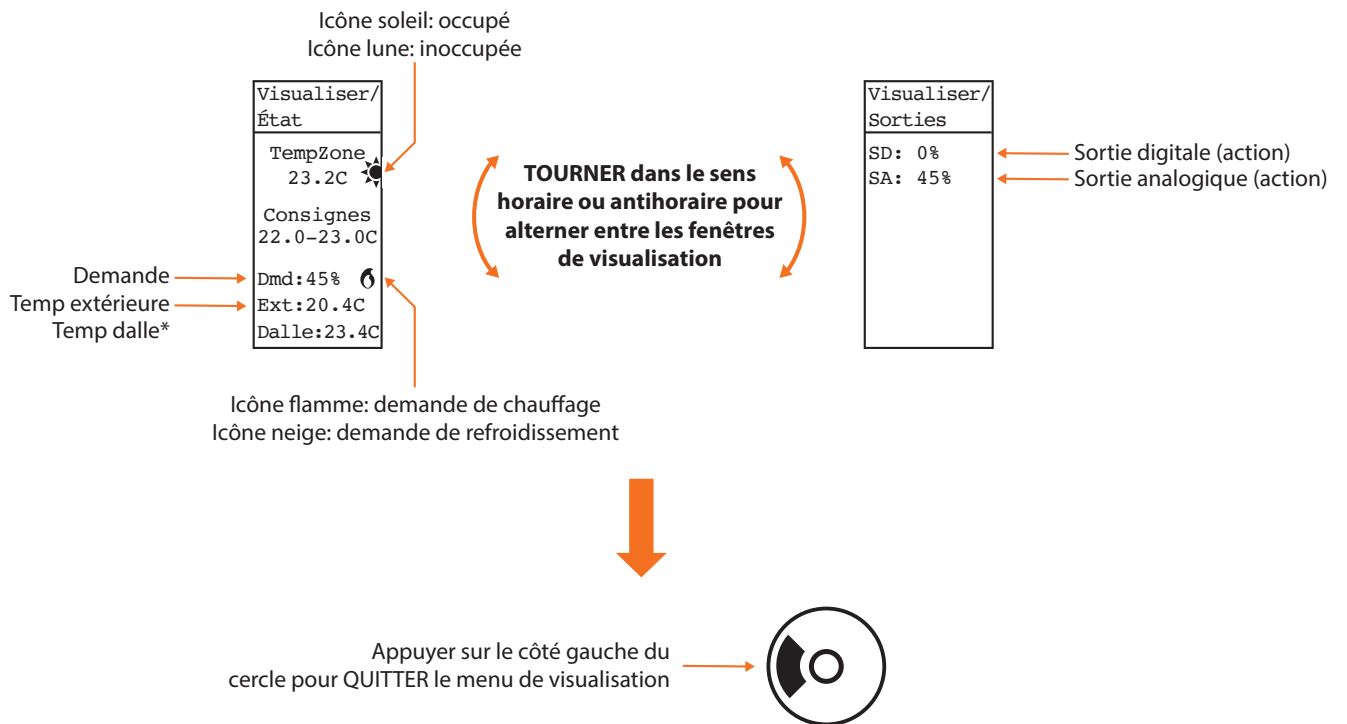 Icône soleil: occupé
Icône lune: inoccupée
Visualiser/
État
TempZone
23.2C
Consignes
22.0-23.0C
Dmd:45%
Ext:20.4C
Dalle:23.4C
Demande
Temp extérieure
Temp dalle*
Icône flamme: demande de chauffage
Icône neige: demande de refroidissement
TOURNER dans le sens
horaire ou antihoraire pour
alterner entre les fenêtres
de visualisation
Visualiser/
Sorties
SD: 0%
SA: 45%
Sortie digitale (action)
Sortie analogique (action)
Appuyer sur le côté gauche du
cercle pour QUITTER le menu de visualisation